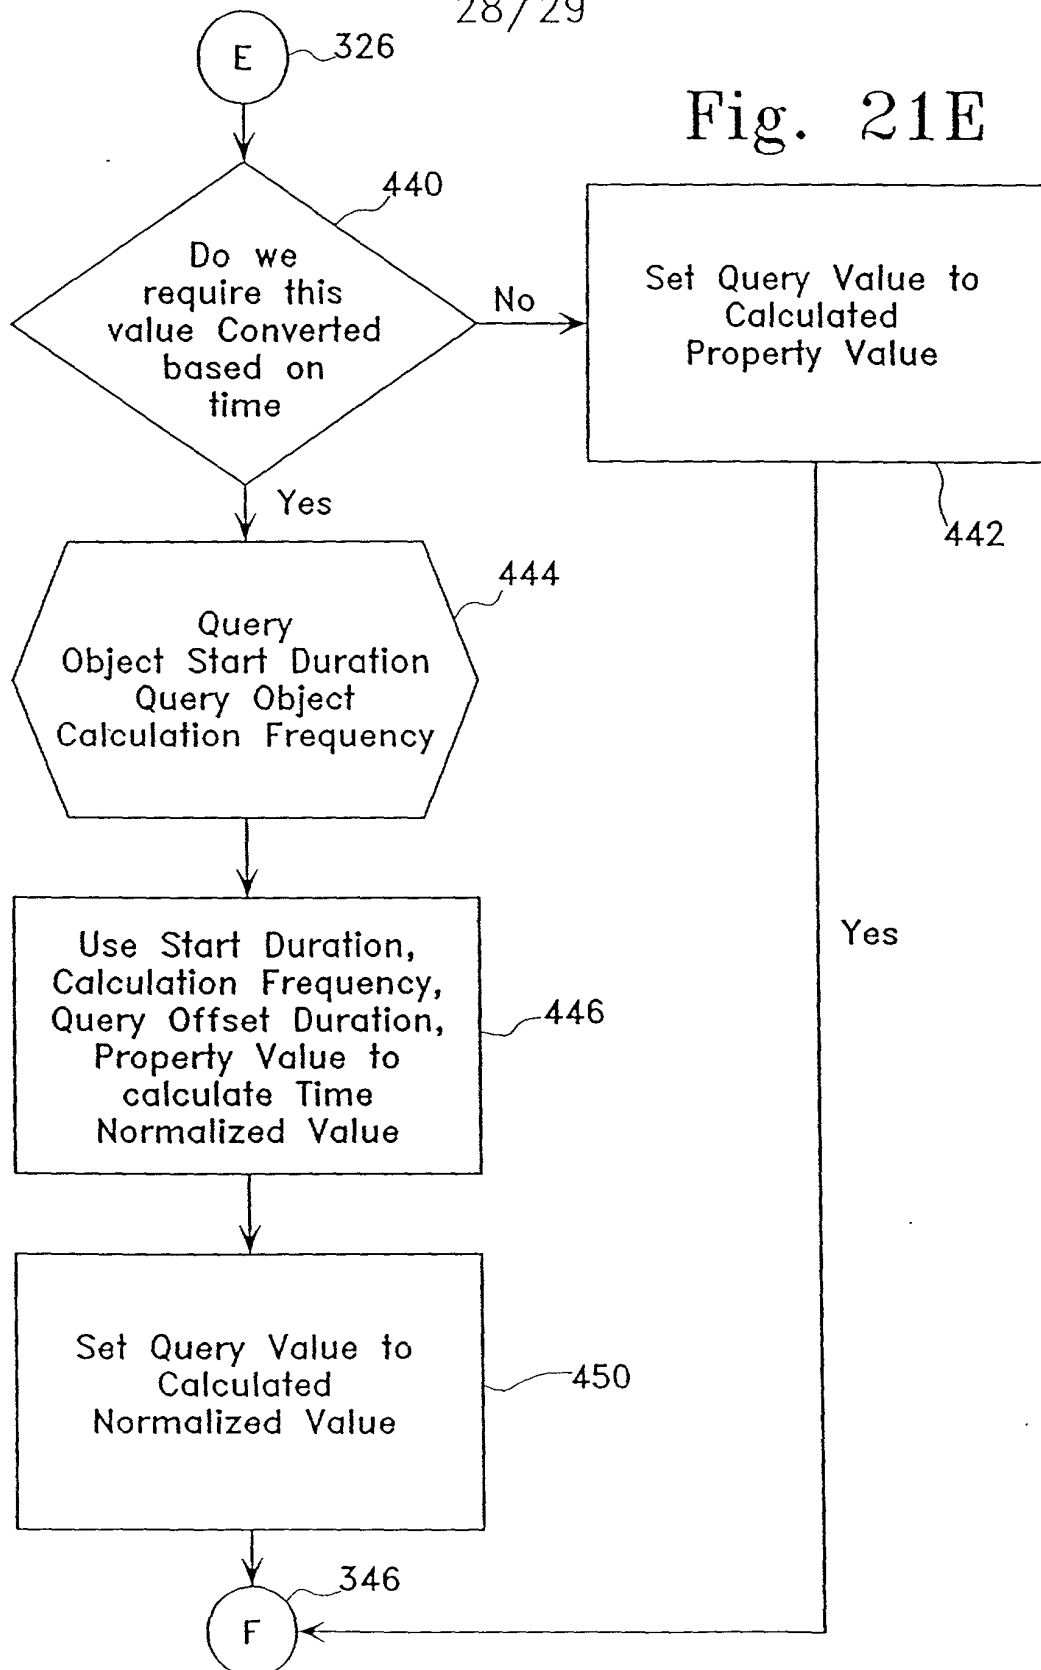 28/29
E
326
Fig. 21E
440
Do we
require this
value Converted
based on
time
No
Set Query Value to
Calculated
Property Value
442
Yes
444
Query
Object Start Duration
Query Object
Calculation Frequency
Yes
Use Start Duration,
Calculation Frequency,
Query Offset Duration,
Property Value to
calculate Time
Normalized Value
446
Set Query Value to
Calculated
Normalized Value
450
346
F